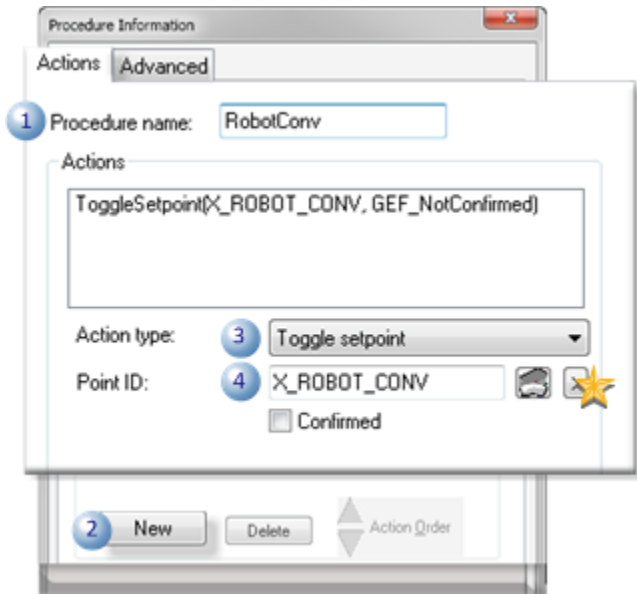 Procedure Information
Actions Advanced
1 Procedure name: RobotConv
Actions
ToggleSetpoint(X_ROBOT_CONV, GEF_NotConfirmed)
Action type: 3 Toggle setpoint
Point ID: 4 X_ROBOT_CONV
Confirmed
2 New Delete Action Order